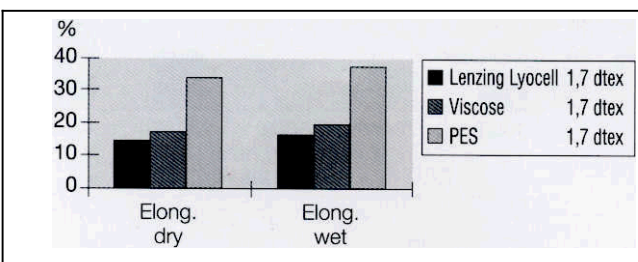 %
40
30
20
10
0
Elong. dry
Elong. wet
Lenzing Lyocell 1,7 dtex
Viscose 1,7 dtex
PES 1,7 dtex